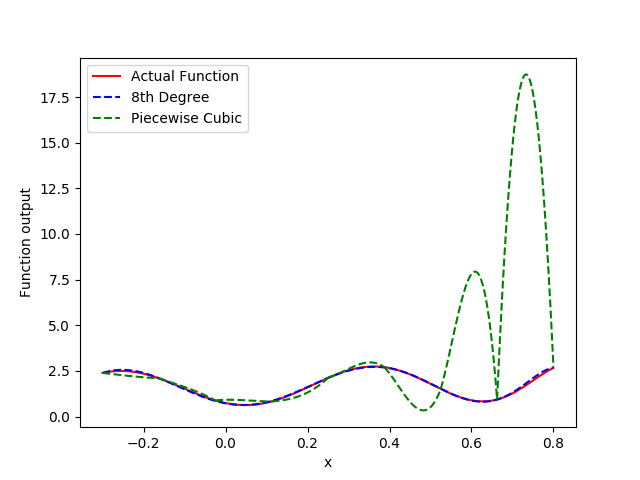 Actual Function
8th Degree
Piecewise Cubic
17.5
15.0
12.5
10.0
7.5
5.0
2.5
0.0
Function output
−0.2 0.0 0.2 0.4 0.6 0.8
x